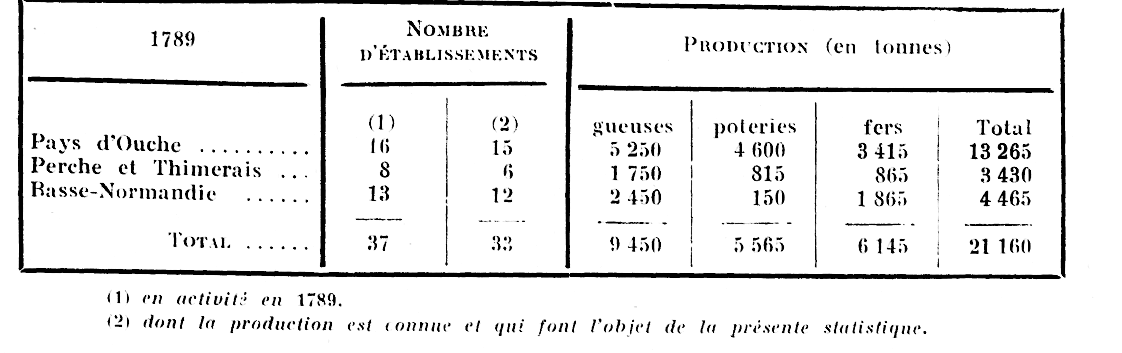 1789 NOMBRE D'ÉTABLISSEMENTS PRODUCTION (en tonnes)
(1) (2) gueuses poteries fers Total
Pays d'Ouche .......... 16 15 5 250 4 600 3 415 13 265
Perche et Thimerais ... 8 6 1 750 815 865 3 430
Basse-Normandie ...... 13 12 2 450 150 1 865 4 465
TOTAL ...... 37 33 9 450 5 565 6 145 21 160
(1) en activité en 1789.
(2) dont la production est connue et qui font l'objet de la présente statistique.